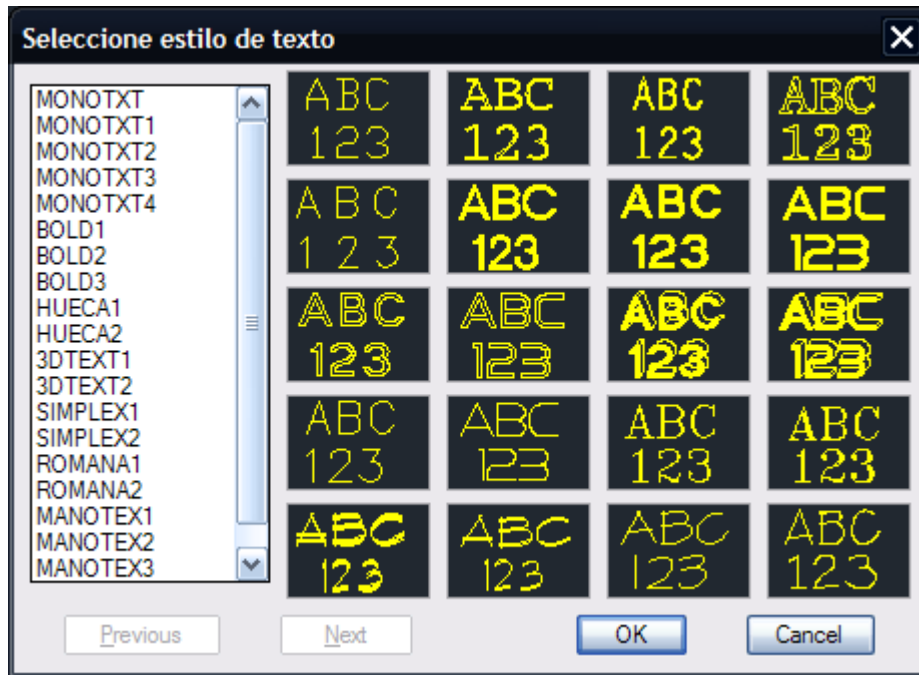 Seleccione estilo de texto
MONOTXT
MONOTXT1
MONOTXT2
MONOTXT3
MONOTXT4
BOLD1
BOLD2
BOLD3
HUECA1
HUECA2
3DTEXT1
3DTEXT2
SIMPLEX1
SIMPLEX2
ROMANA1
ROMANA2
MANOTEX1
MANOTEX2
MANOTEX3
ABC ABC ABC ABC
123 123 123 123
ABC ABC ABC ABC
123 123 123 123
ABC ABC ABC ABC
123 123 123 123
ABC ABC ABC ABC
123 123 123 123
ABC ABC ABC ABC
123 123 123 123
Previous Next OK Cancel